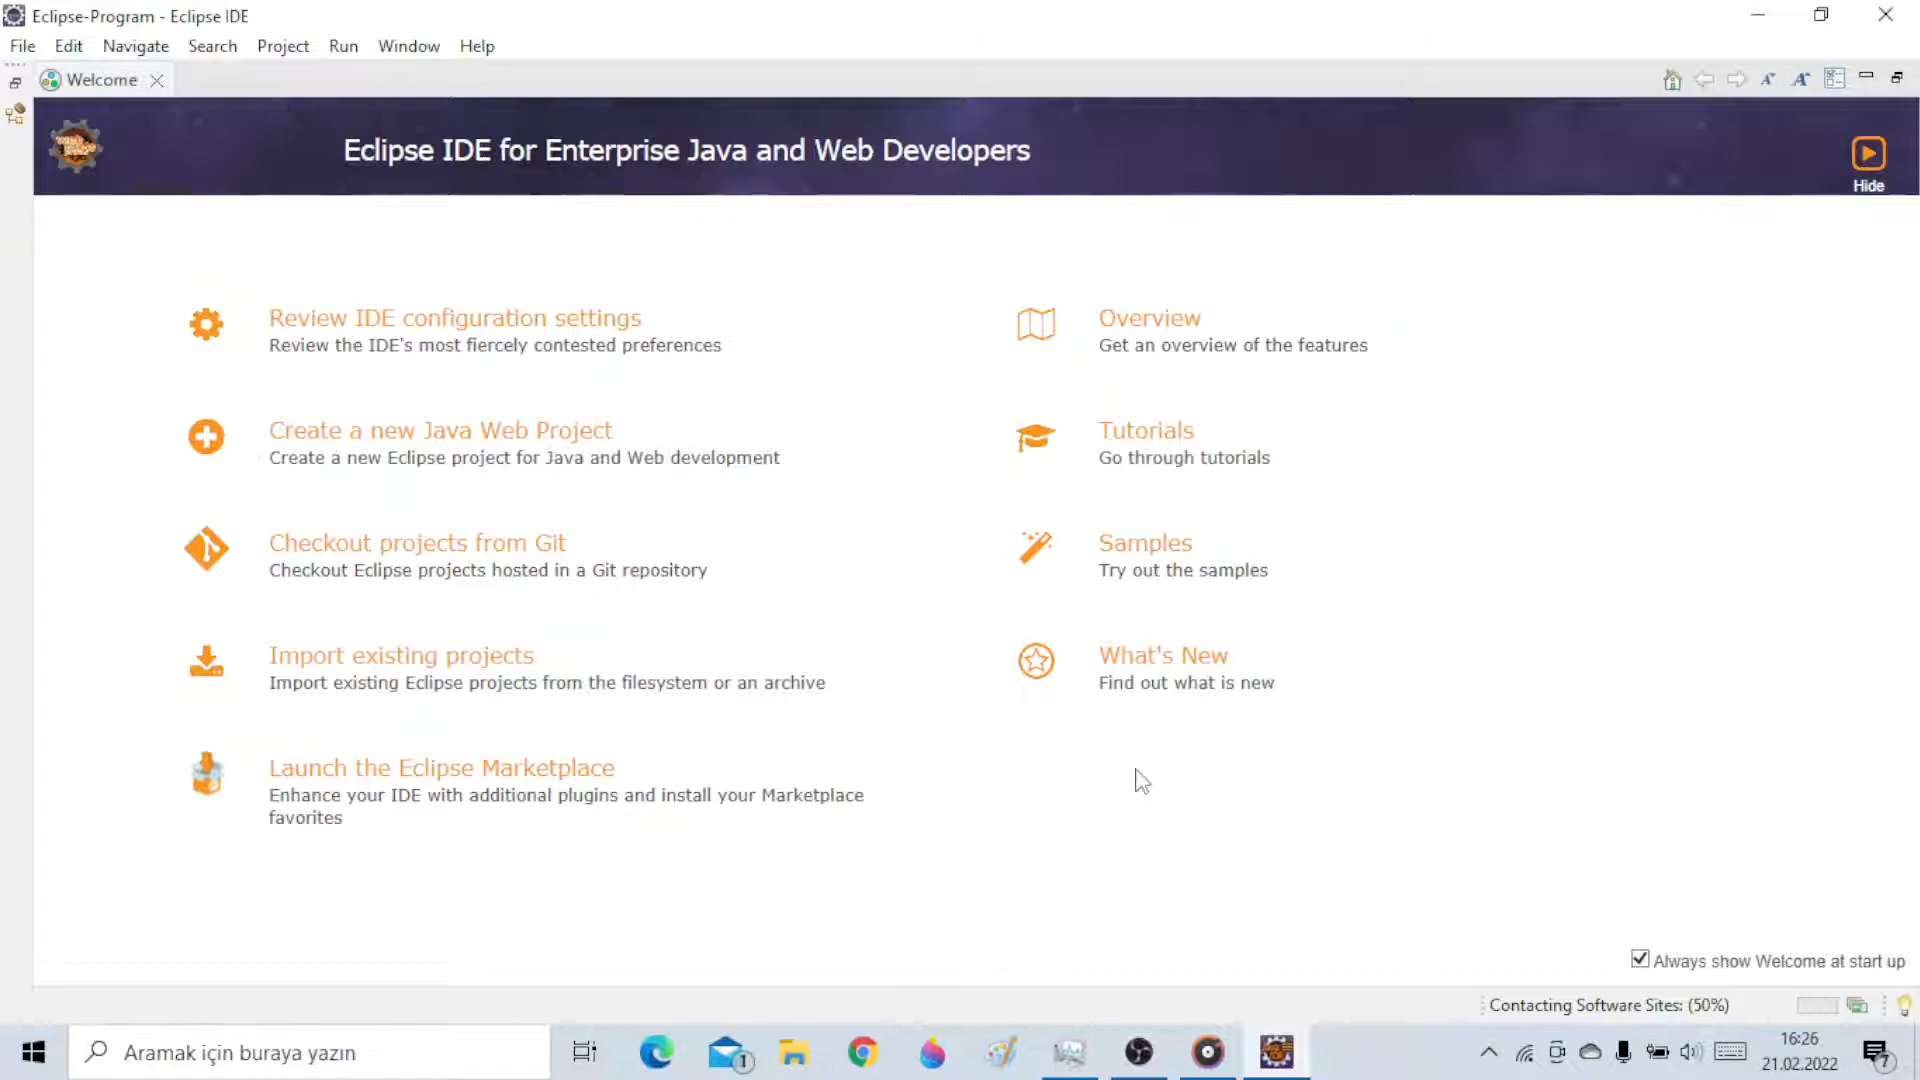 Eclipse-Program - Eclipse IDE
File Edit Navigate Search Project Run Window Help
Welcome
Eclipse IDE for Enterprise Java and Web Developers
Hide
Review IDE configuration settings
Review the IDE's most fiercely contested preferences
Overview
Get an overview of the features
Create a new Java Web Project
Create a new Eclipse project for Java and Web development
Tutorials
Go through tutorials
Checkout projects from Git
Checkout Eclipse projects hosted in a Git repository
Samples
Try out the samples
Import existing projects
Import existing Eclipse projects from the filesystem or an archive
What's New
Find out what is new
Launch the Eclipse Marketplace
Enhance your IDE with additional plugins and install your Marketplace
favorites
Always show Welcome at start up
Contacting Software Sites: (50%)
Aramak için buraya yazın
1
16:26
21.02.2022
7